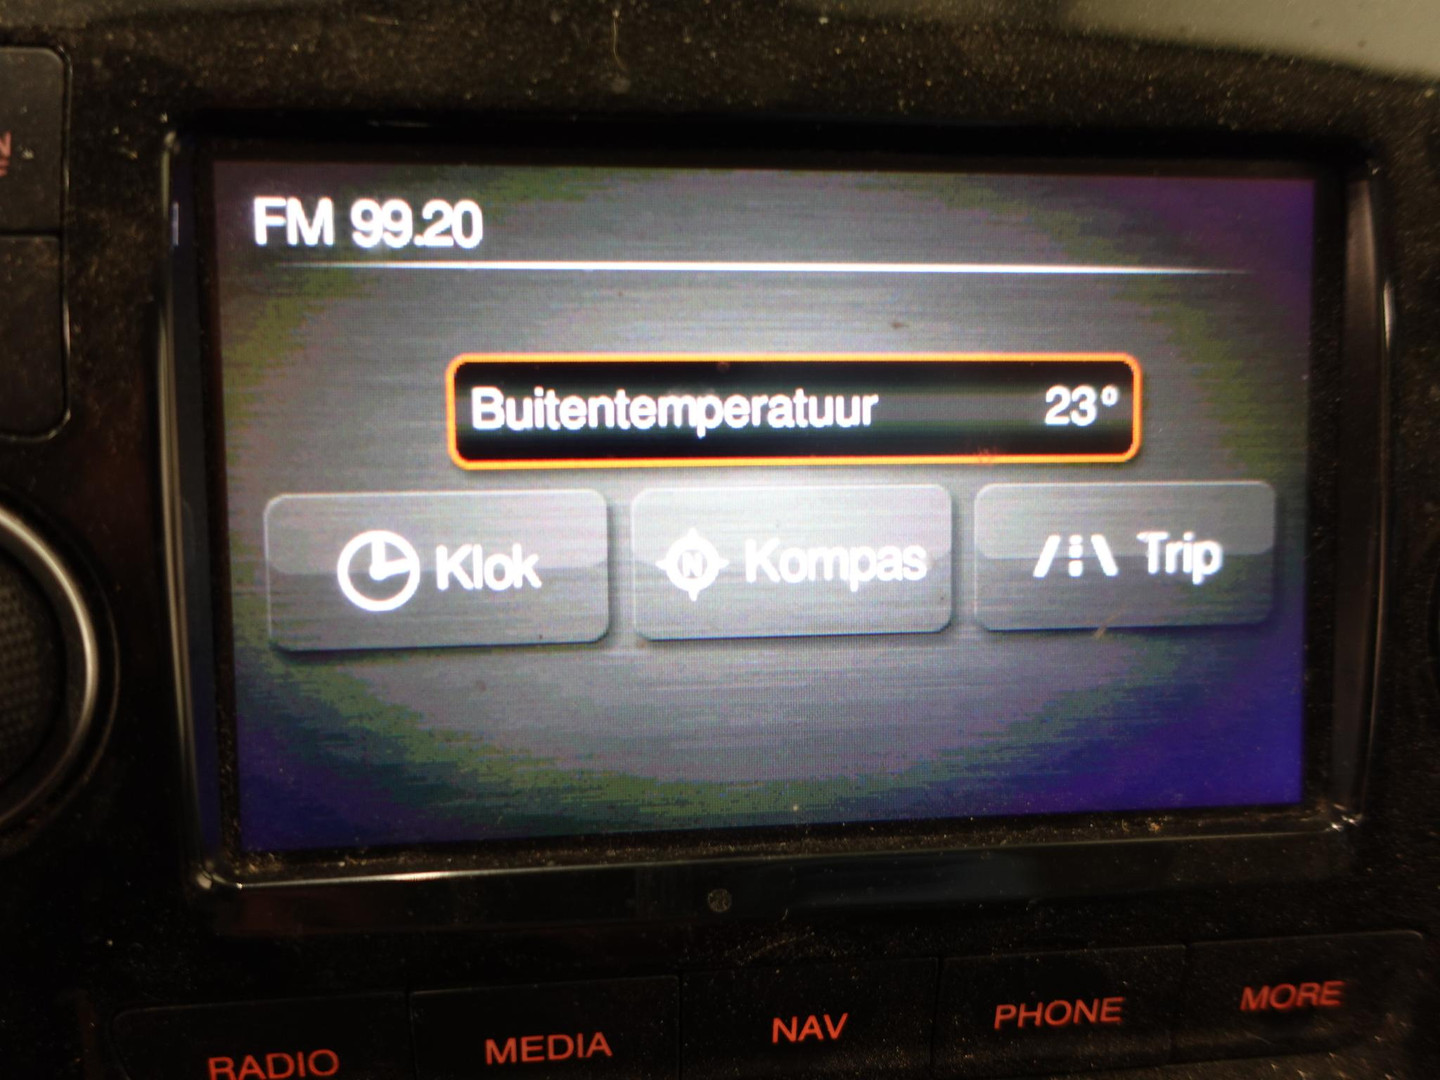 FM 99.20
Buitentemperatuur 23°
Klok N Kompas Trip
RADIO MEDIA NAV PHONE MORE